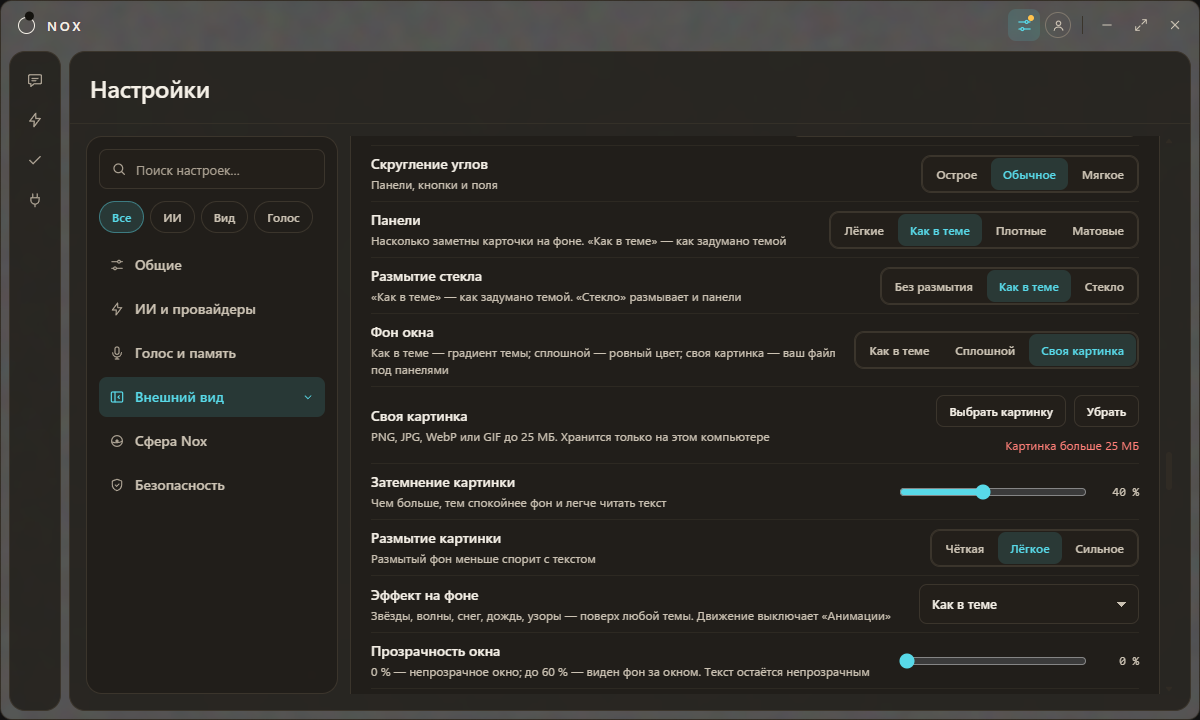 NOX
Настройки
Поиск настроек...
Все
ИИ
Вид
Голос
Общие
ИИ и провайдеры
Голос и память
Внешний вид
Сфера Nox
Безопасность
Скругление углов
Панели, кнопки и поля
Острое
Обычное
Мягкое
Панели
Насколько заметны карточки на фоне. «Как в теме» — как задумано темой
Лёгкие
Как в теме
Плотные
Матовые
Размытие стекла
«Как в теме» — как задумано темой. «Стекло» размывает и панели
Без размытия
Как в теме
Стекло
Фон окна
Как в теме — градиент темы; сплошной — ровный цвет; своя картинка — ваш файл
под панелями
Как в теме
Сплошной
Своя картинка
Своя картинка
PNG, JPG, WebP или GIF до 25 МБ. Хранится только на этом компьютере
Выбрать картинку
Убрать
Картинка больше 25 МБ
Затемнение картинки
Чем больше, тем спокойнее фон и легче читать текст
40 %
Размытие картинки
Размытый фон меньше спорит с текстом
Чёткая
Лёгкое
Сильное
Эффект на фоне
Звёзды, волны, снег, дождь, узоры — поверх любой темы. Движение выключает «Анимации»
Как в теме
Прозрачность окна
0 % — непрозрачное окно; до 60 % — виден фон за окном. Текст остаётся непрозрачным
0 %